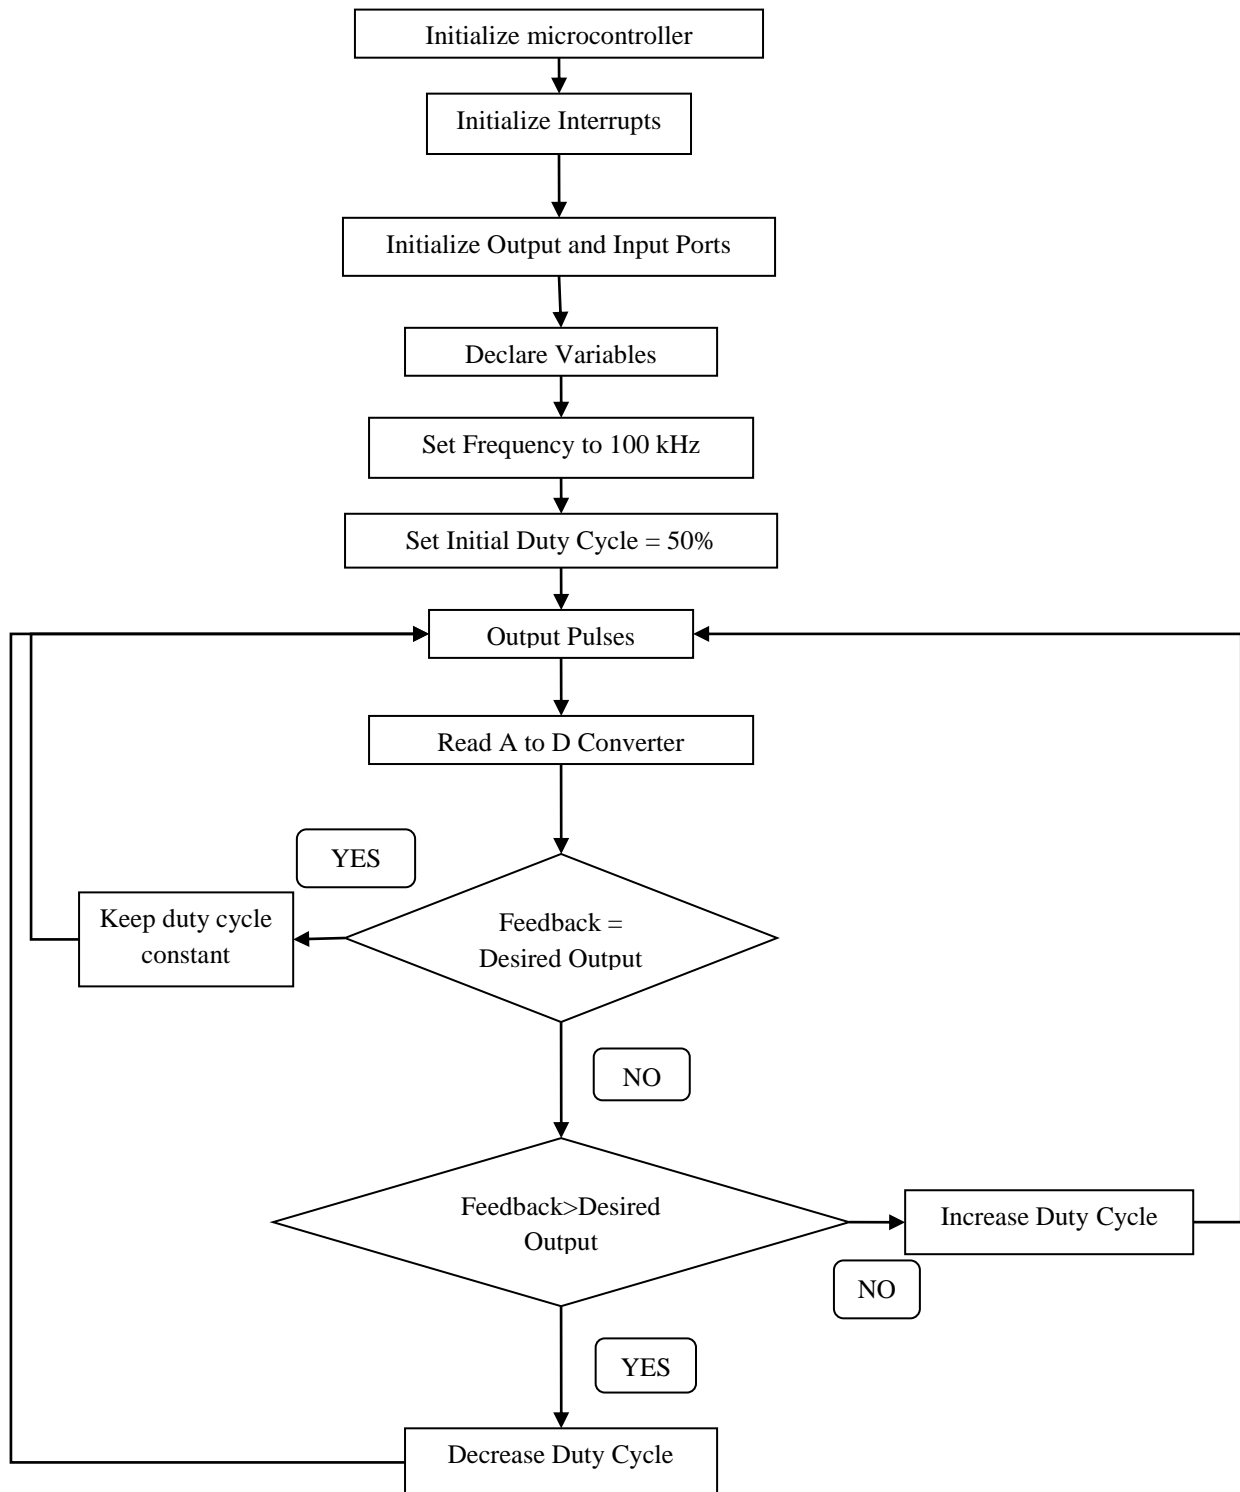 Initialize microcontroller
Initialize Interrupts
Initialize Output and Input Ports
Declare Variables
Set Frequency to 100 kHz
Set Initial Duty Cycle = 50%
Output Pulses
Read A to D Converter
YES
Keep duty cycle
constant
Feedback =
Desired Output
NO
Feedback>Desired
Output
Increase Duty Cycle
NO
YES
Decrease Duty Cycle